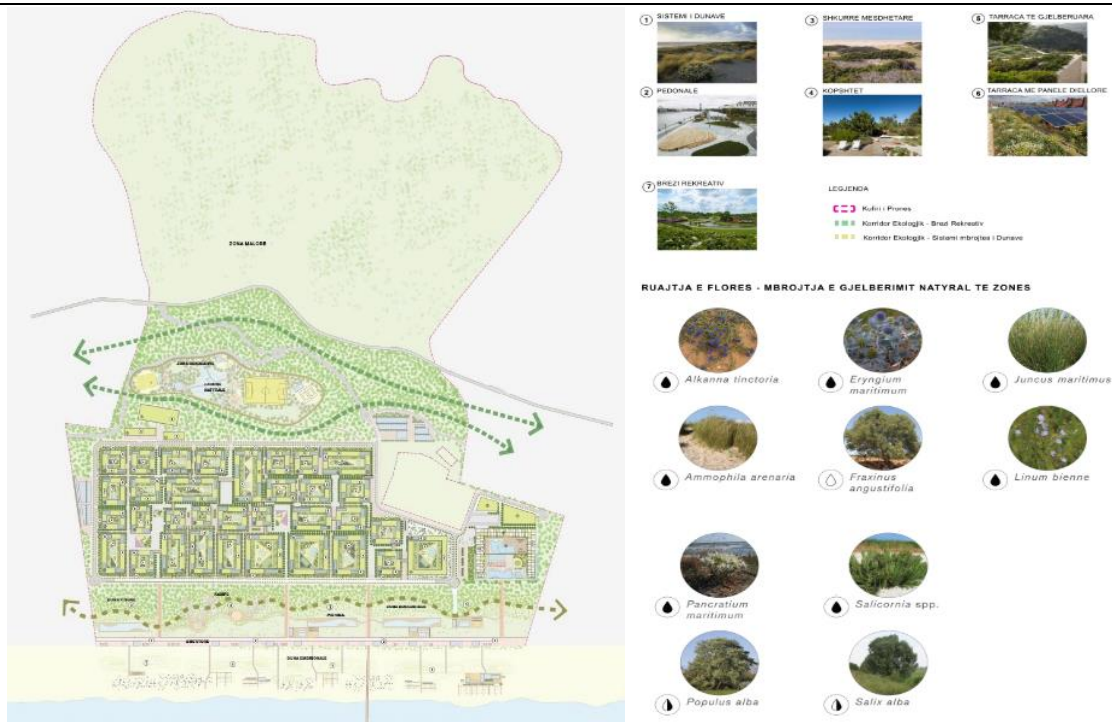 ZONA MALORE
1 SISTEMI I DUNAVE
3 SHKURRE MESDHETARE
5 TARRACA TE GJELBERUARA
2 PEDONALE
4 KOPSHTET
6 TARRACA ME PANELE DIELLORE
7 BREZI REKREATIV
LEGJENDA
Kufiri i Prones
Korridor Ekologjik - Brezi Rekreativ
Korridor Ekologjik - Sistemi mbrojtes i Dunave
RUAJTJA E FLORES - MBROJTJA E GJELBERIMIT NATYRAL TE ZONES
Alkanna tinctoria
Eryngium
maritimum
Juncus maritimus
Ammophila arenaria
Fraxinus
angustifolia
Linum bienne
Pancratium
maritimum
Salicornia spp.
Populus alba
Salix alba